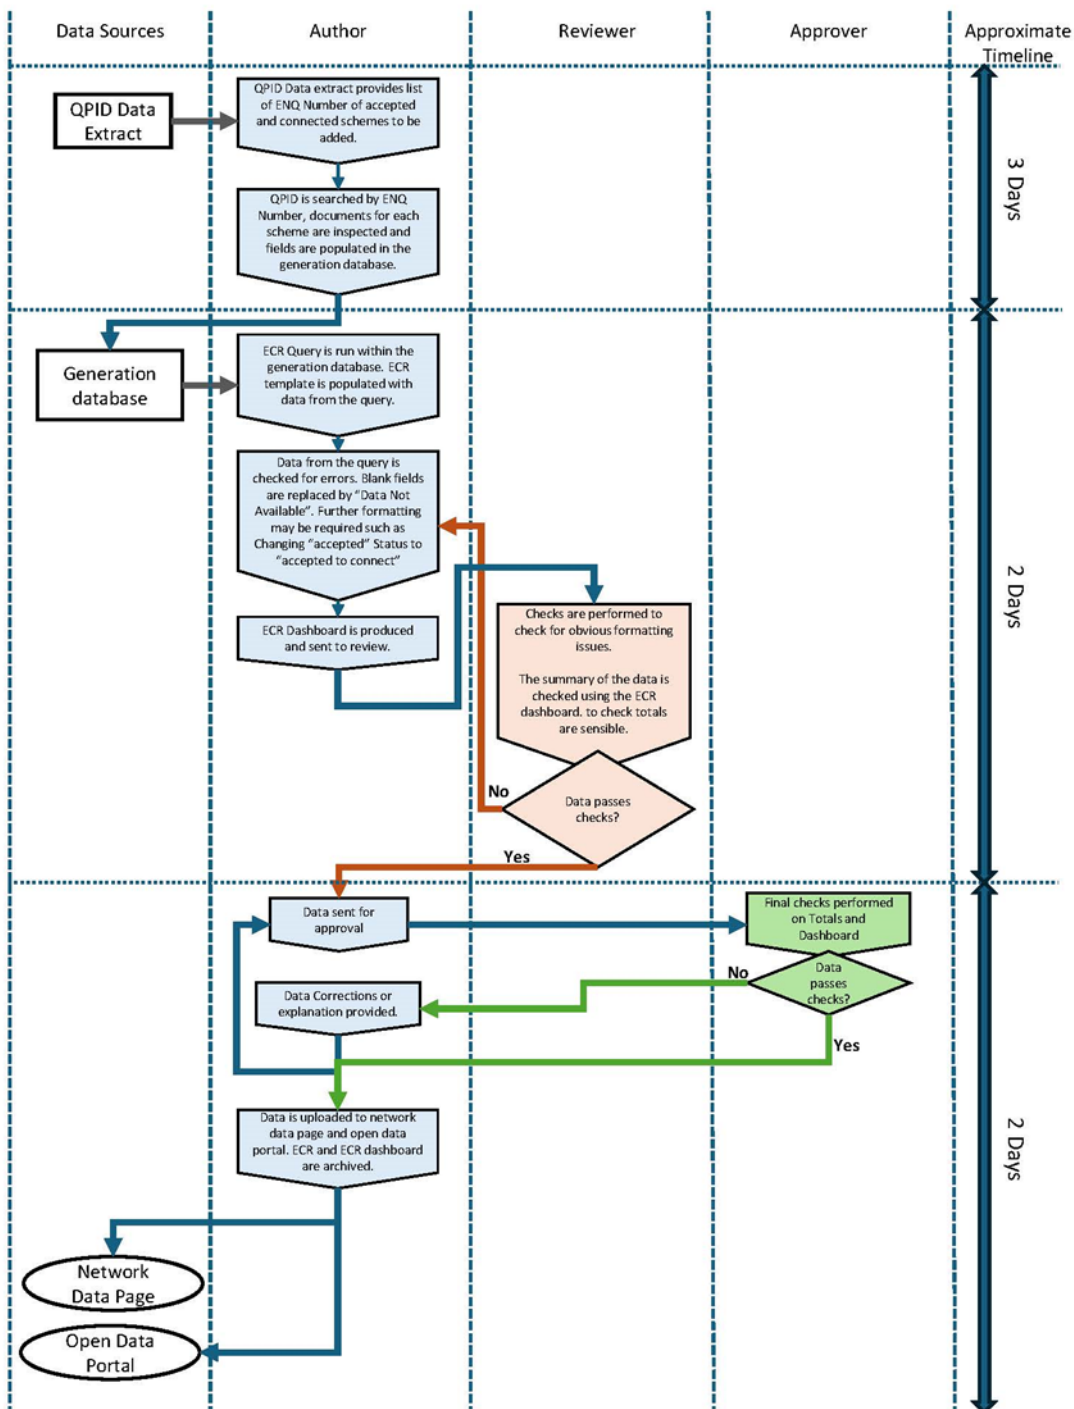 Data Sources
Author
Reviewer
Approver
Approximate
Timeline
QPID Data
Extract
QPID Data extract provides list
of ENQ Number of accepted
and connected schemes to be
added.
QPID is searched by ENQ
Number, documents for each
scheme are inspected and
fields are populated in the
generation database.
3 Days
Generation
database
ECR Query is run within the
generation database. ECR
template is populated with
data from the query.
Data from the query is
checked for errors. Blank fields
are replaced by “Data Not
Available”. Further formatting
may be required such as
Changing “accepted” Status to
“accepted to connect”
ECR Dashboard is produced
and sent to review.
Checks are performed to
check for obvious formatting
issues.
The summary of the data is
checked using the ECR
dashboard. to check totals
are sensible.
No
Data passes
checks?
Yes
2 Days
Data sent for
approval
Final checks performed
on Totals and
Dashboard
No
Data
passes
checks?
Data Corrections or
explanation provided.
Yes
Data is uploaded to network
data page and open data
portal. ECR and ECR dashboard
are archived.
2 Days
Network
Data Page
Open Data
Portal